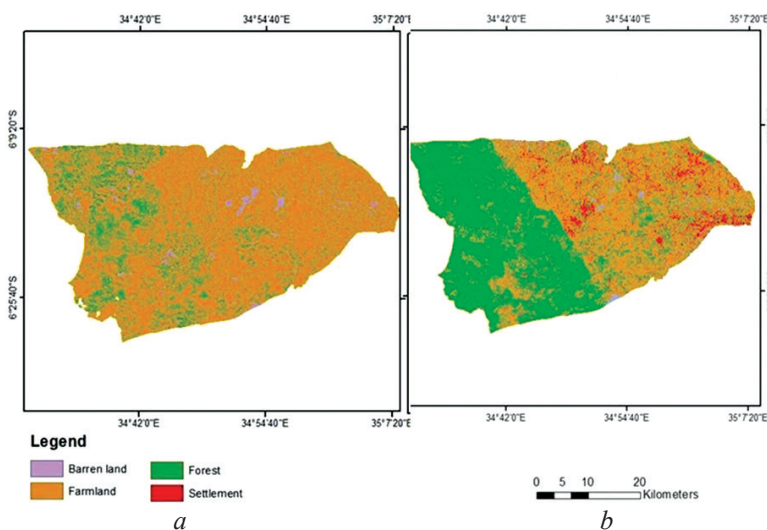 34°42'0"E 34°54'40"E 35°7'20"E 34°42'0"E 34°54'40"E 35°7'20"E
6°9'20"S
6°25'40"S
34°42'0"E 34°54'40"E 35°7'20"E 34°42'0"E 34°54'40"E 35°7'20"E
Legend
Barren land Forest
Farmland Settlement
0 5 10 20
Kilometers
a b